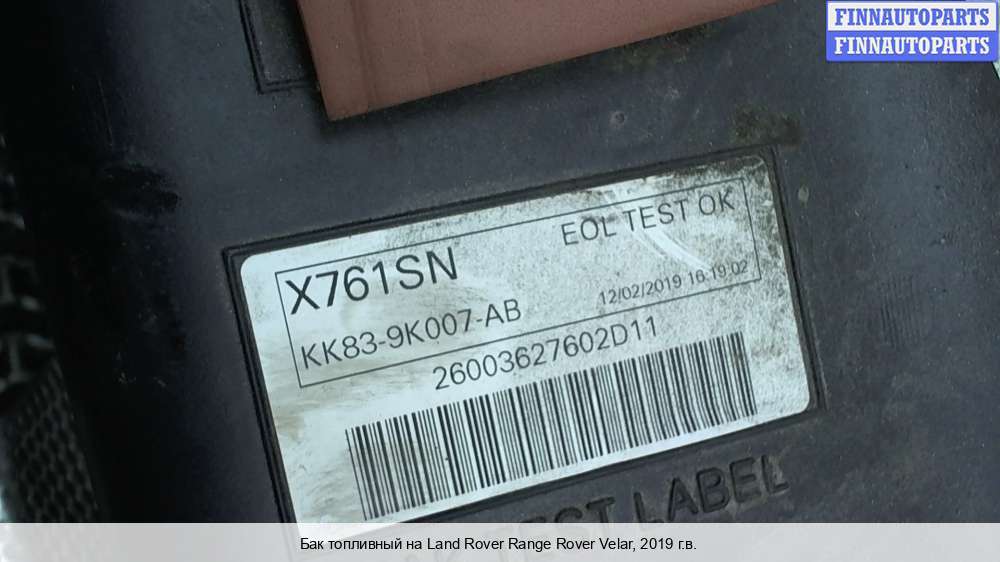 FINNAUTOPARTS
FINNAUTOPARTS
X761SN
EOL TEST OK
KK83-9K007-AB
12/02/2019 16:19:02
26003627602D11
TEST LABEL
Бак топливный на Land Rover Range Rover Velar, 2019 г.в.